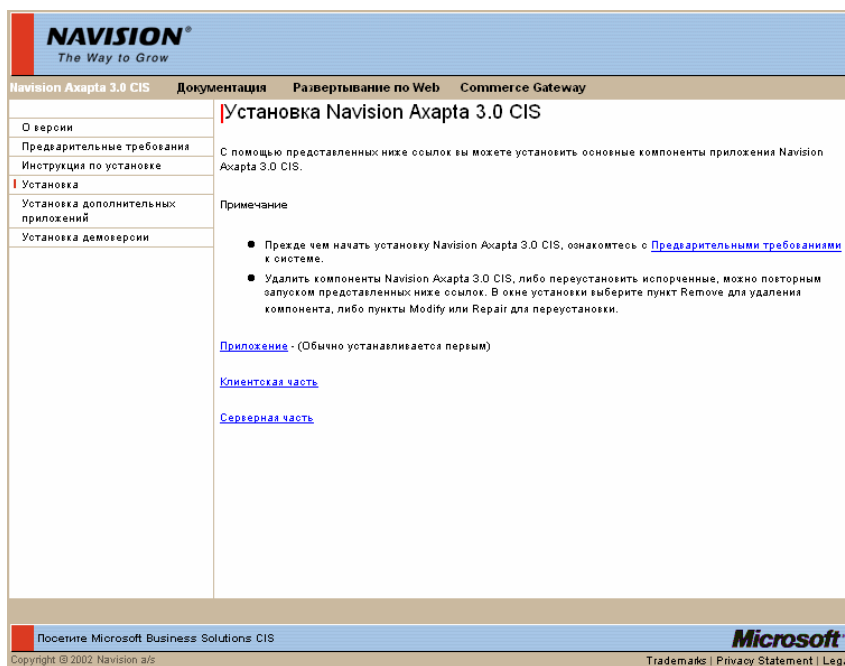 NAVISION®
The Way to Grow
Navision Axapta 3.0 CIS Документация Развертывание по Web Commerce Gateway
О версии
Предварительные требования
Инструкция по установке
Установка
Установка дополнительных
приложений
Установка демоверсии
Установка Navision Axapta 3.0 CIS
С помощью представленных ниже ссылок вы можете установить основные компоненты приложения Navision
Axapta 3.0 CIS.
Примечание
Прежде чем начать установку Navision Axapta 3.0 CIS, ознакомтесь с Предварительными требованиями
к системе.
Удалить компоненты Navision Axapta 3.0 CIS, либо переустановить испорченные, можно повторным
запуском представленных ниже ссылок. В окне установки выберите пункт Remove для удаления
компонента, либо пункты Modify или Repair для переустановки.
Приложение - (Обычно устанавливается первым)
Клиентская часть
Серверная часть
Посетите Microsoft Business Solutions CIS
Microsoft
Copyright © 2002 Navision a/s
Trademarks | Privacy Statement | Leg